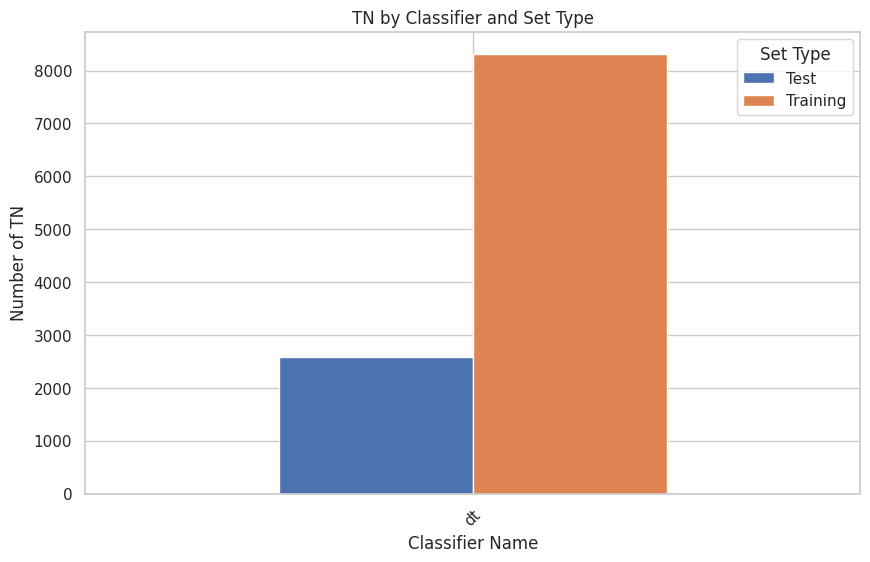 TN by Classifier and Set Type
Set Type
Test
Training
8000
7000
6000
5000
4000
3000
2000
1000
0
Number of TN
dt
Classifier Name